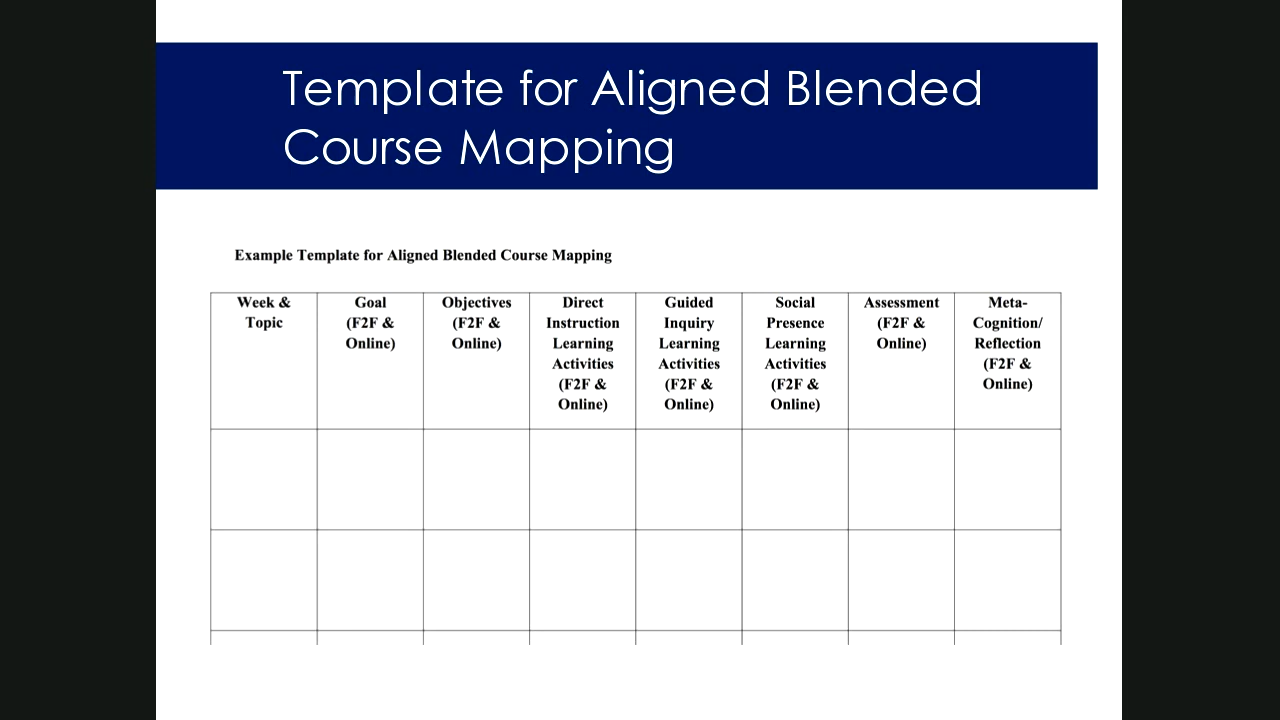 Template for Aligned Blended
Course Mapping
Example Template for Aligned Blended Course Mapping
Week &
Topic
Goal
(F2F &
Online)
Objectives
(F2F &
Online)
Direct
Instruction
Learning
Activities
(F2F &
Online)
Guided
Inquiry
Learning
Activities
(F2F &
Online)
Social
Presence
Learning
Activities
(F2F &
Online)
Assessment
(F2F &
Online)
Meta-
Cognition/
Reflection
(F2F &
Online)